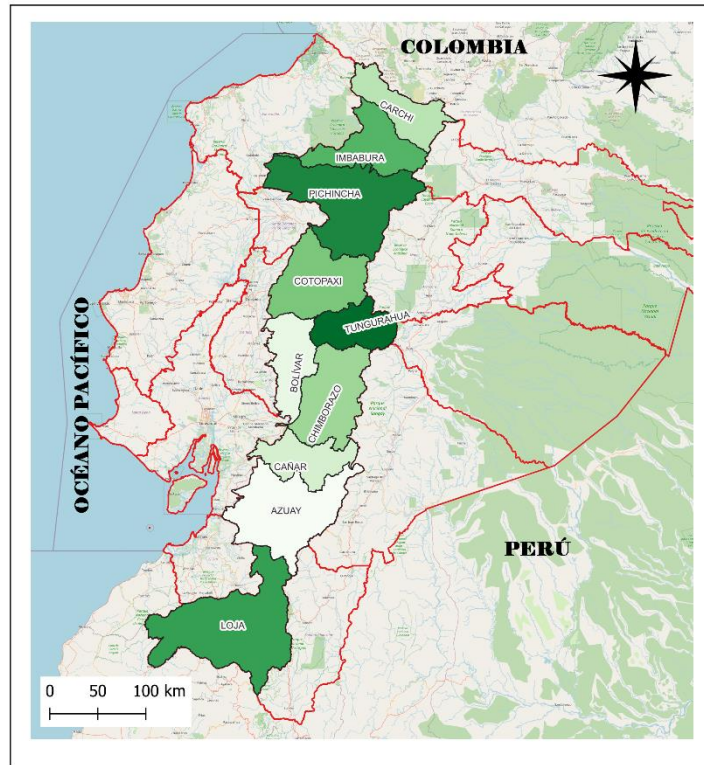 COLOMBIA
CARCHI
IMBABURA
PICHINCHA
COTOPAXI
TUNGURAHUA
BOLÍVAR
CHIMBORAZO
OCÉANO PACÍFICO
CAÑAR
AZUAY
PERÚ
LOJA
0 50 100 km